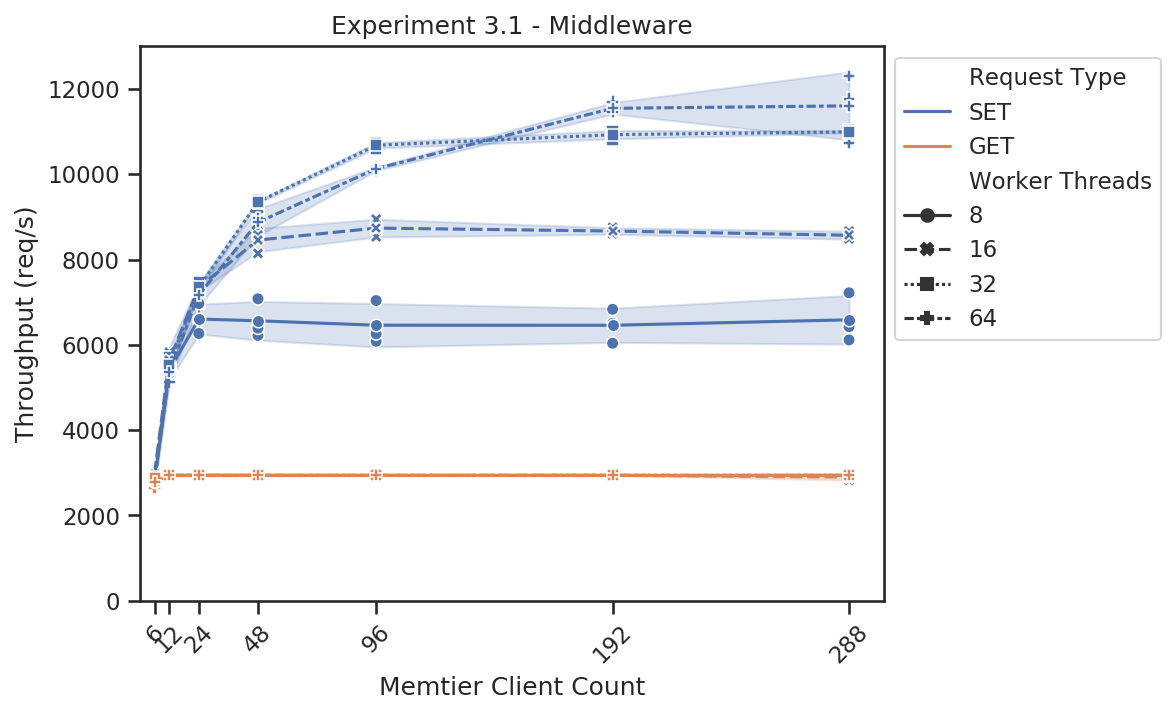 Experiment 3.1 - Middleware
Throughput (req/s)
12000
10000
8000
6000
4000
2000
0
6
12
24
48
96
192
288
Memtier Client Count
Request Type
SET
GET
Worker Threads
8
16
32
64